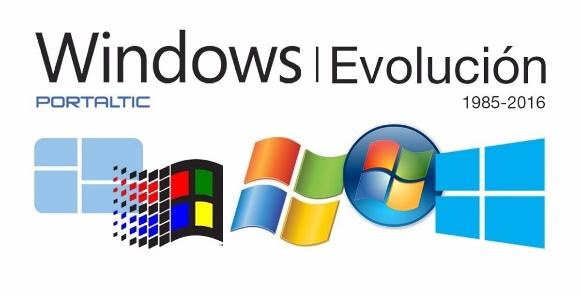 Windows | Evolución
PORTALTIC
1985-2016